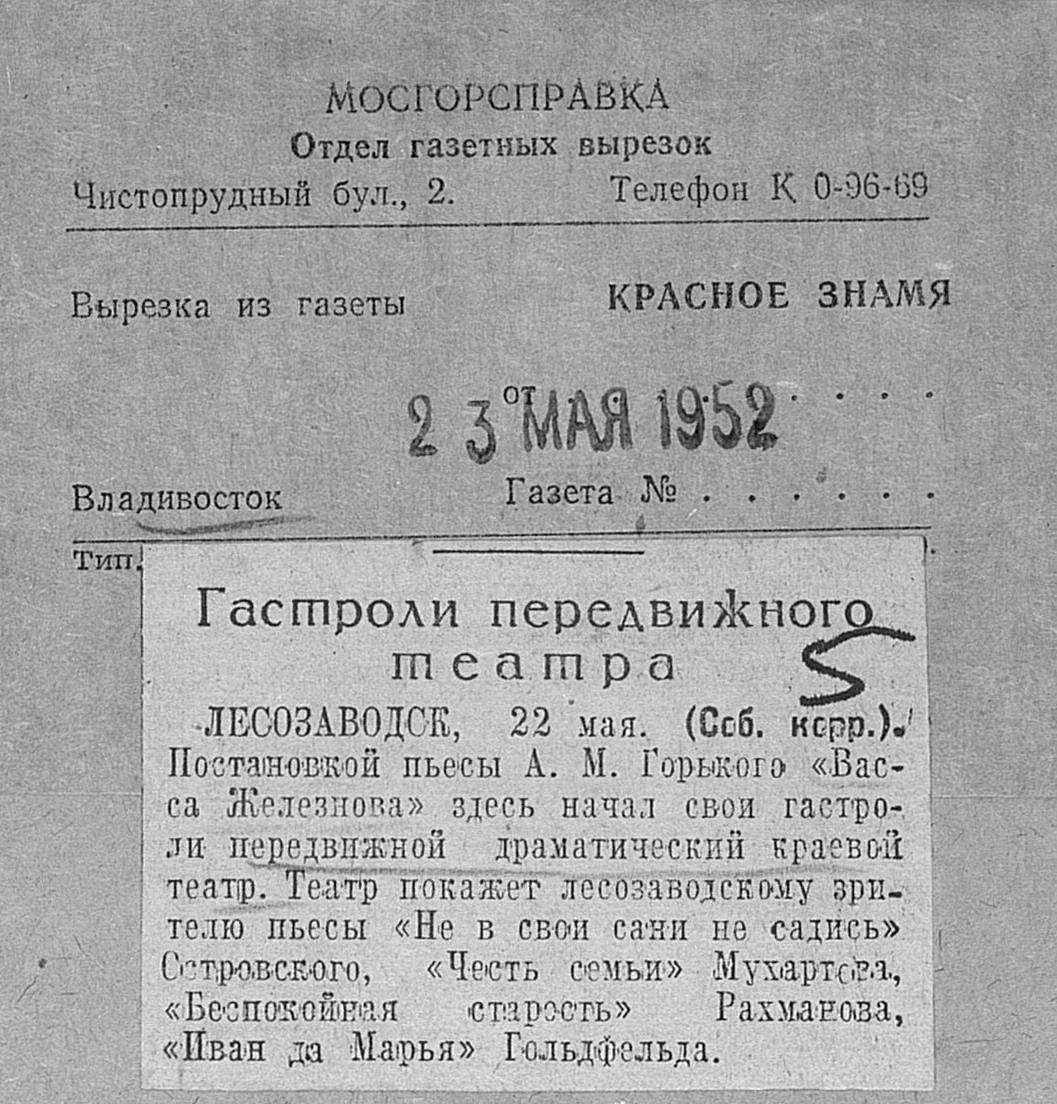 МОСГОРСПРАВКА
Отдел газетных вырезок
Чистопрудный бул., 2. Телефон К 0-96-69
Вырезка из газеты КРАСНОЕ ЗНАМЯ
от
2 3 МАЯ 1952
Владивосток Газета № . . . . . .
Тип.
Гастроли передвижного
театра
5
ЛЕСОЗАВОДСК, 22 мая. (Соб. корр.).
Постановкой пьесы А. М. Горького «Вас-
са Железнова» здесь начал свои гастро-
ли передвижной драматический краевой
театр. Театр покажет лесозаводскому зри-
телю пьесы «Не в свои сани не садись»
Островского, «Честь семьи» Мухартова,
«Беспокойная старость» Рахманова,
«Иван да Марья» Гольдфельда.